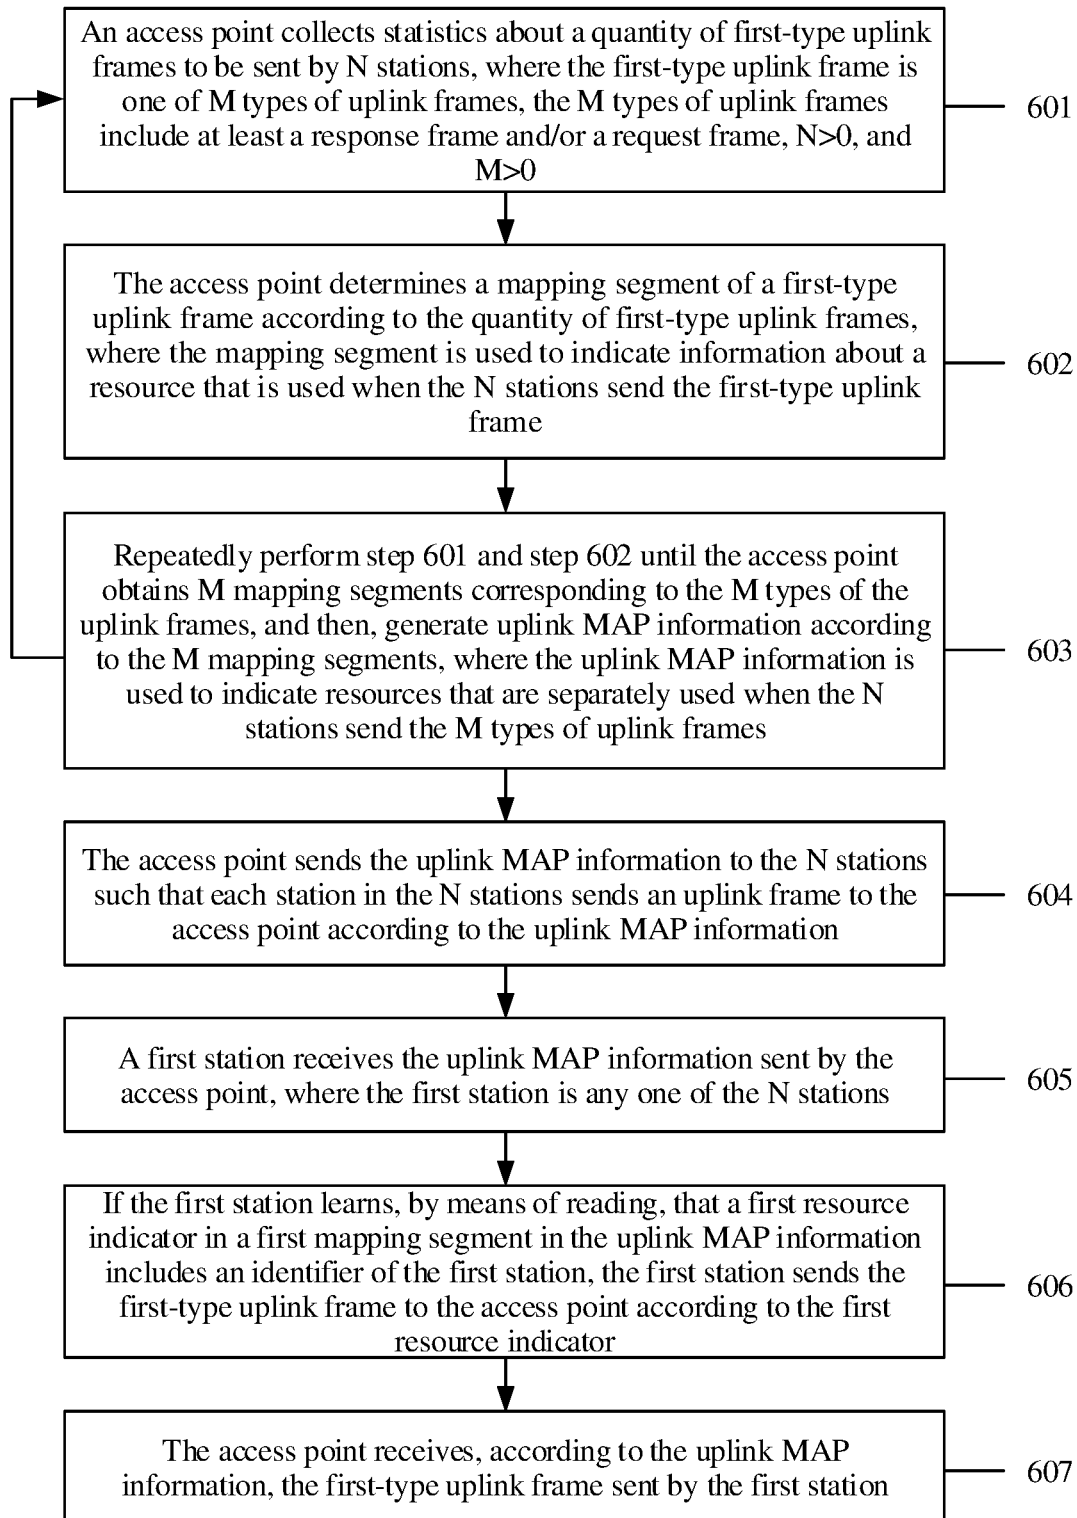 An access point collects statistics about a quantity of first-type uplink
frames to be sent by N stations, where the first-type uplink frame is
one of M types of uplink frames, the M types of uplink frames
include at least a response frame and/or a request frame, N>0, and
M>0
601
The access point determines a mapping segment of a first-type
uplink frame according to the quantity of first-type uplink frames,
where the mapping segment is used to indicate information about a
resource that is used when the N stations send the first-type uplink
frame
602
Repeatedly perform step 601 and step 602 until the access point
obtains M mapping segments corresponding to the M types of the
uplink frames, and then, generate uplink MAP information according
to the M mapping segments, where the uplink MAP information is
used to indicate resources that are separately used when the N
stations send the M types of uplink frames
603
The access point sends the uplink MAP information to the N stations
such that each station in the N stations sends an uplink frame to the
access point according to the uplink MAP information
604
A first station receives the uplink MAP information sent by the
access point, where the first station is any one of the N stations
605
If the first station learns, by means of reading, that a first resource
indicator in a first mapping segment in the uplink MAP information
includes an identifier of the first station, the first station sends the
first-type uplink frame to the access point according to the first
resource indicator
606
The access point receives, according to the uplink MAP
information, the first-type uplink frame sent by the first station
607